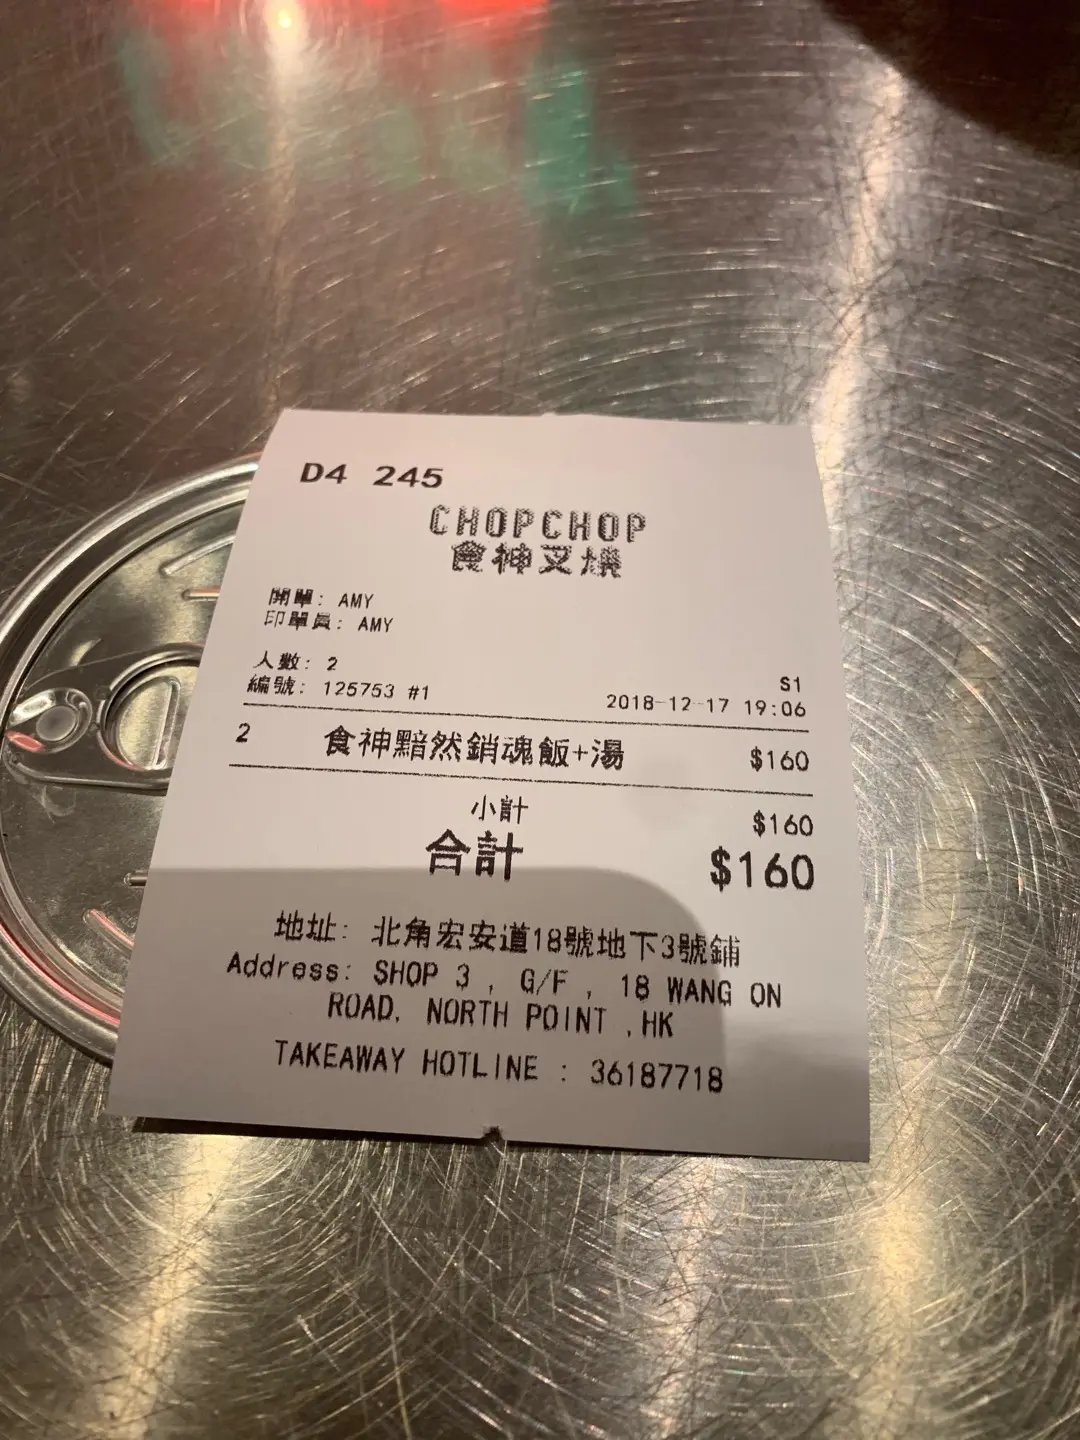 D4 245
CHOPCHOP
食神叉燒
開單: AMY
印單員: AMY
人數: 2
S1
編號: 125753 #1
2018-12-17 19:06
2 食神黯然銷魂飯+湯 $160
小計 $160
合計 $160
地址: 北角宏安道18號地下3號鋪
Address: SHOP 3 , G/F , 18 WANG ON
ROAD, NORTH POINT ,HK
TAKEAWAY HOTLINE : 36187718